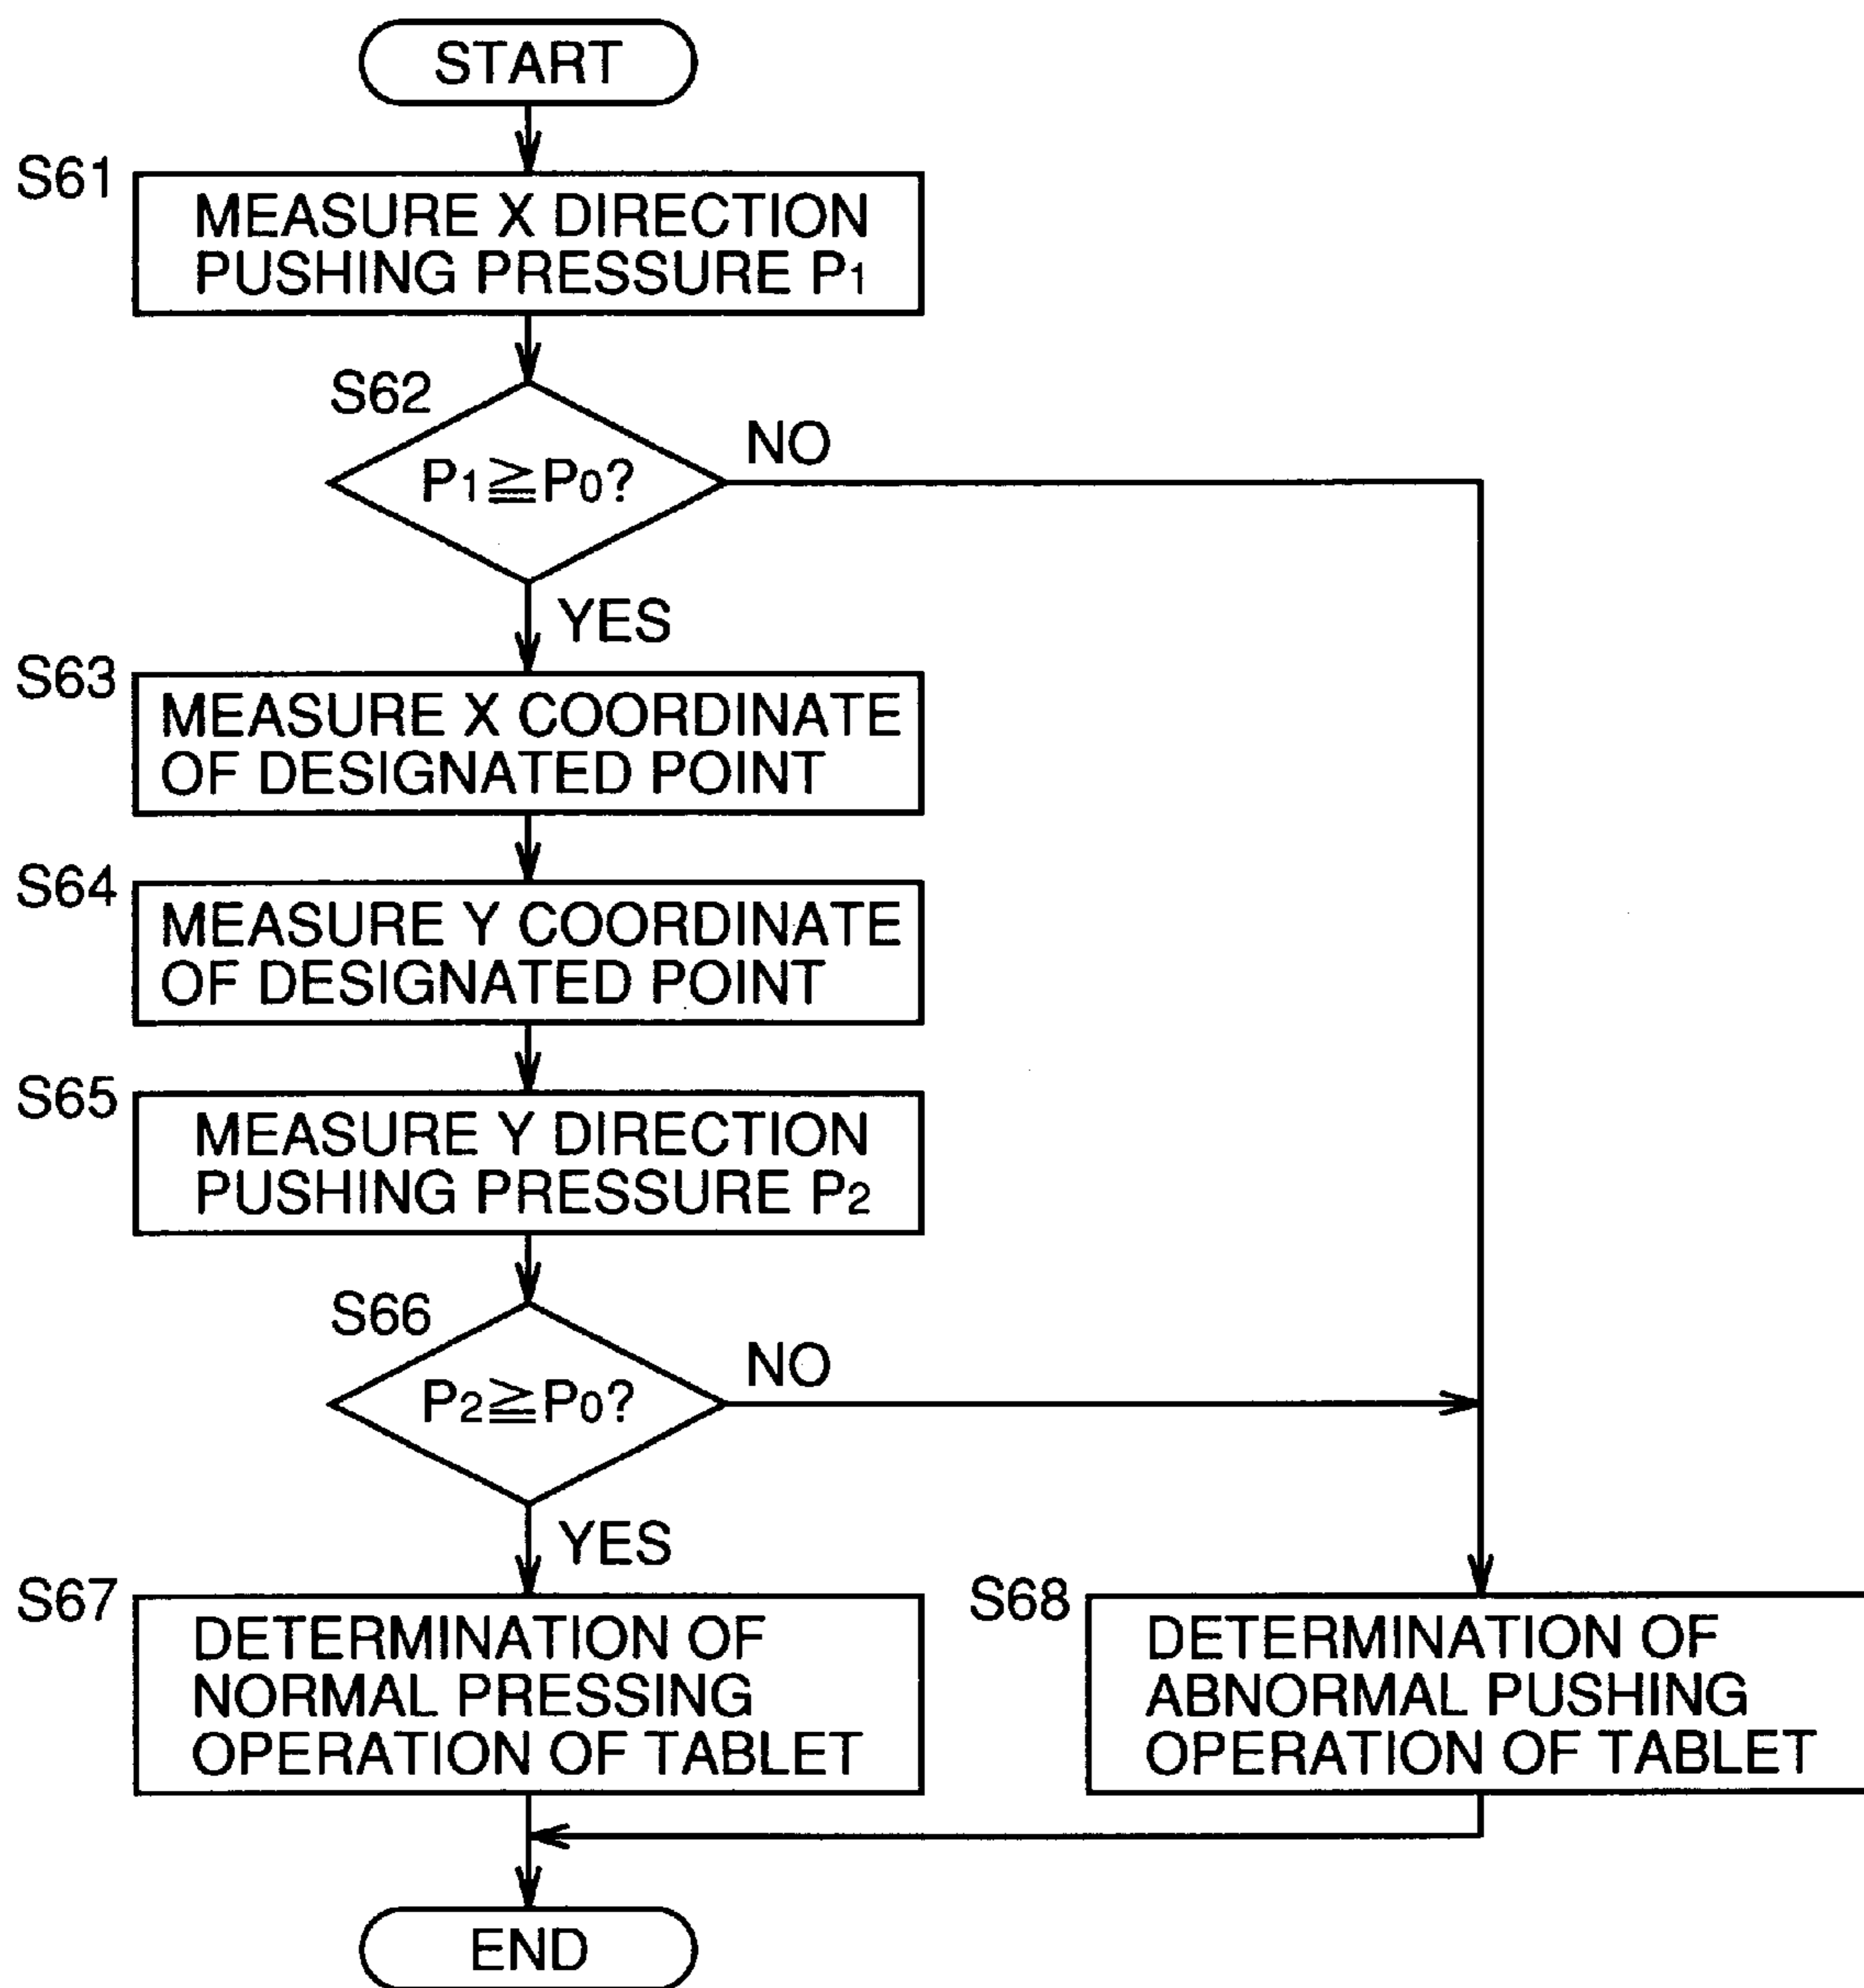 START
S61
MEASURE X DIRECTION
PUSHING PRESSURE P1
S62
P1≧P0?
NO
YES
S63
MEASURE X COORDINATE
OF DESIGNATED POINT
S64
MEASURE Y COORDINATE
OF DESIGNATED POINT
S65
MEASURE Y DIRECTION
PUSHING PRESSURE P2
S66
P2≧P0?
NO
YES
S67
DETERMINATION OF
NORMAL PRESSING
OPERATION OF TABLET
S68
DETERMINATION OF
ABNORMAL PUSHING
OPERATION OF TABLET
END